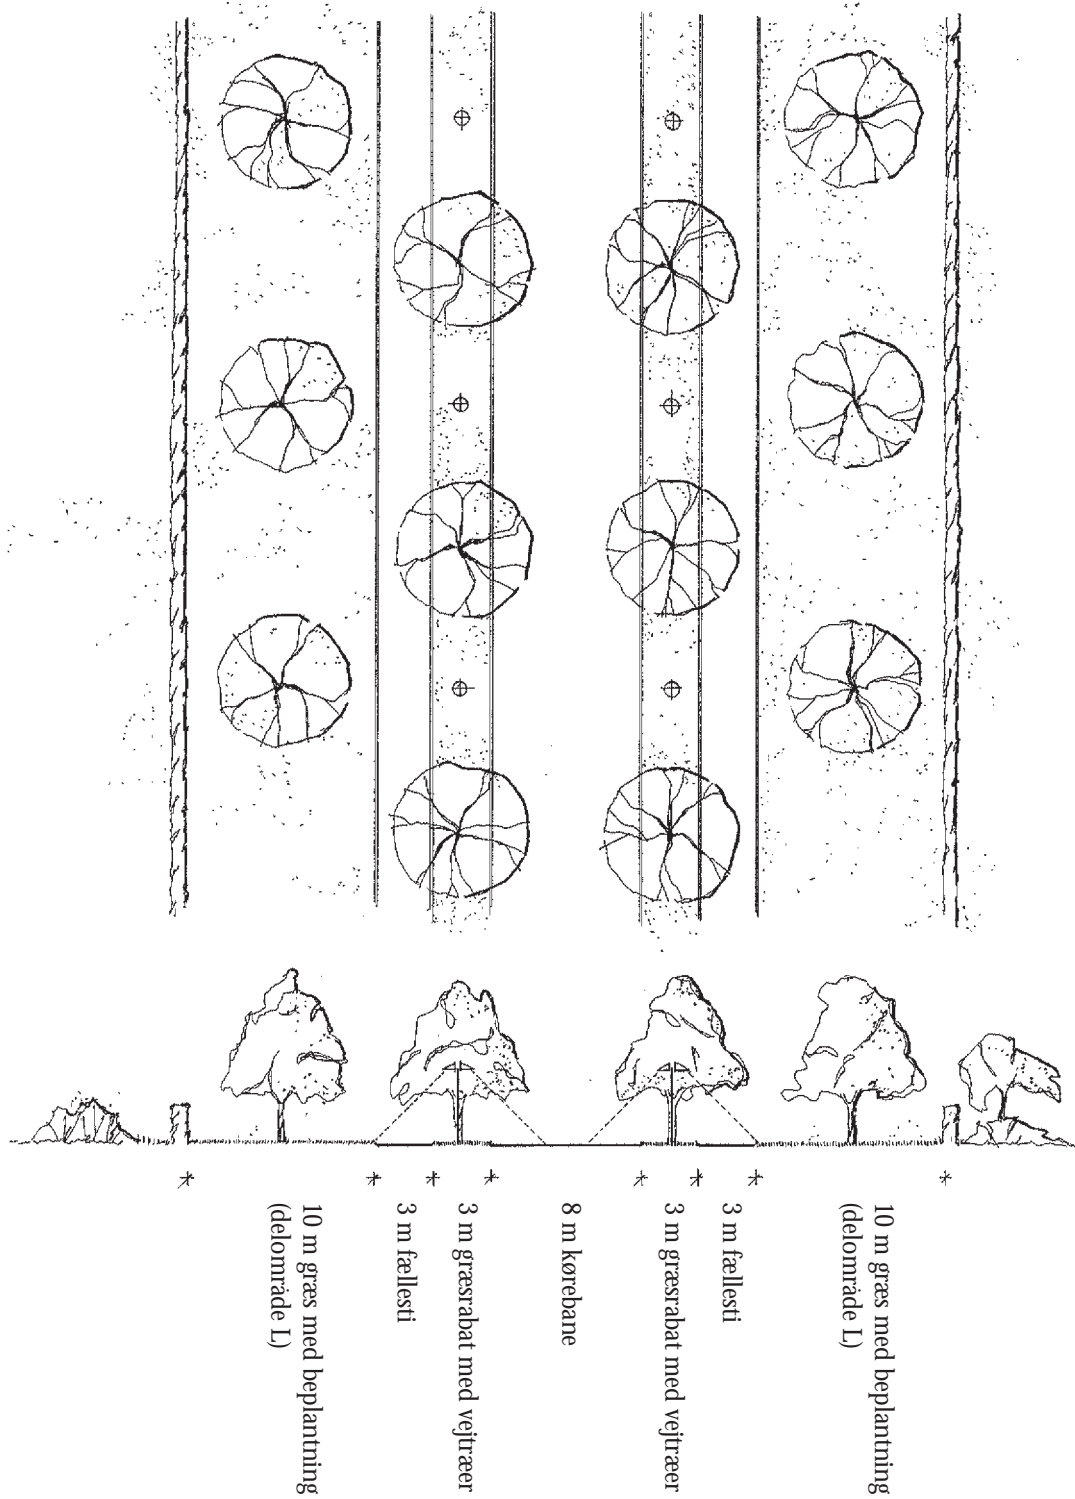 10 m græs med beplantning
(delområde L)
3 m fællesti
3 m græsrabat med vejtræer
8 m kørebane
3 m græsrabat med vejtræer
3 m fællesti
10 m græs med beplantning
(delområde L)